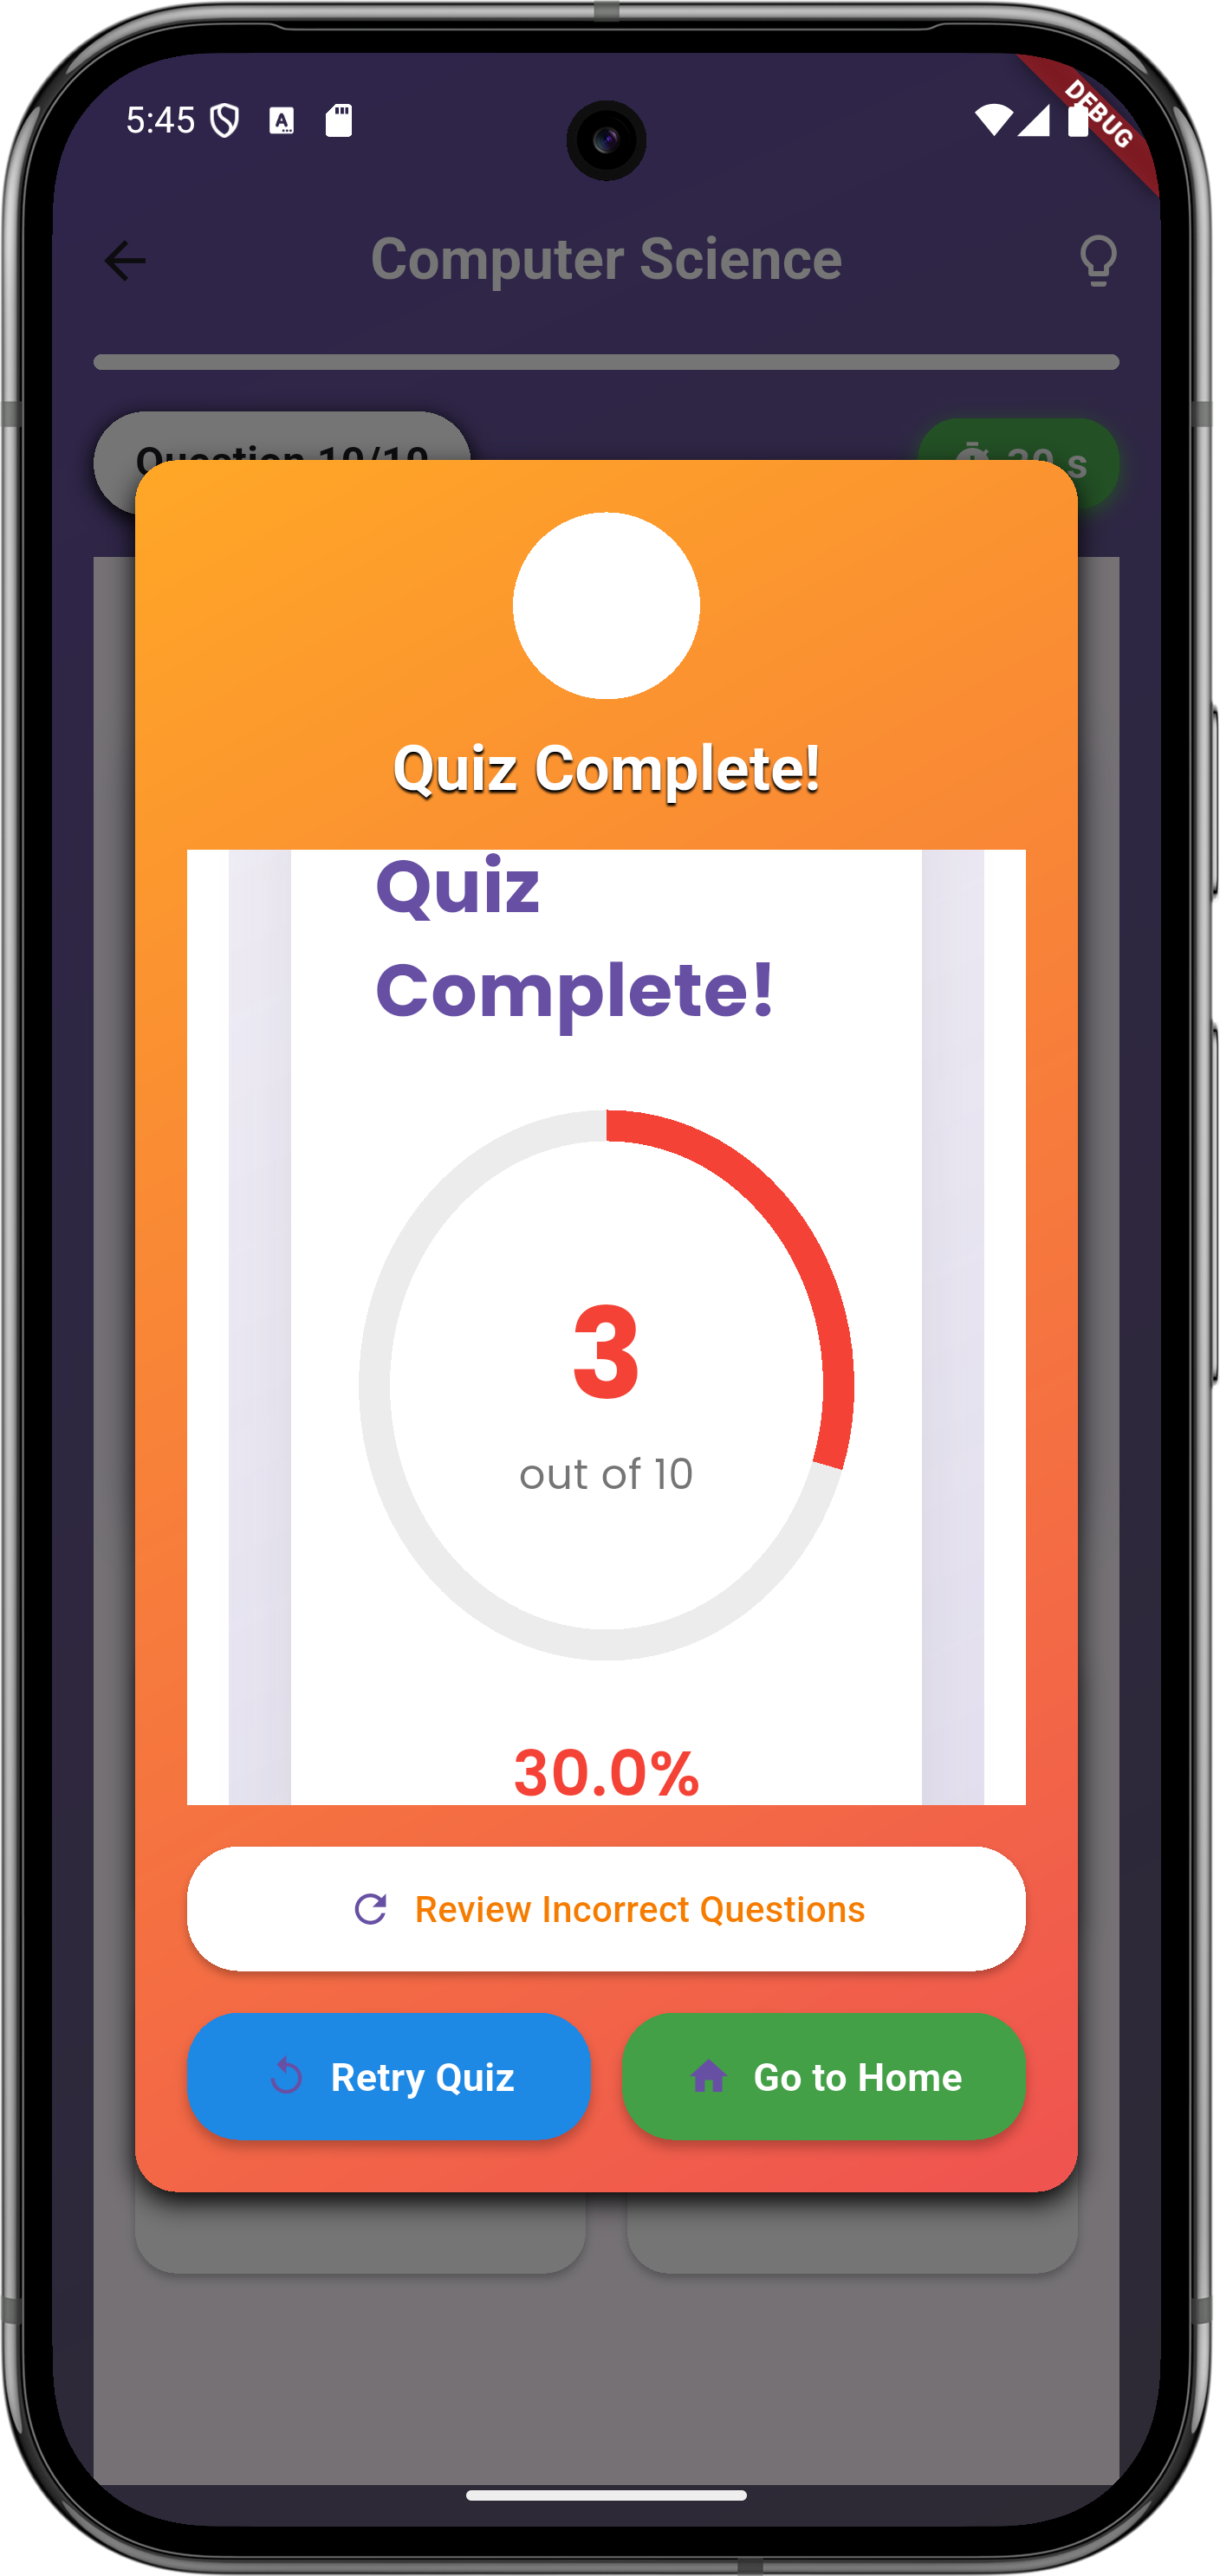 5:45
DEBUG
Computer Science
Question 10/10
30 s
Quiz Complete!
Quiz
Complete!
3
out of 10
30.0%
Review Incorrect Questions
Retry Quiz
Go to Home